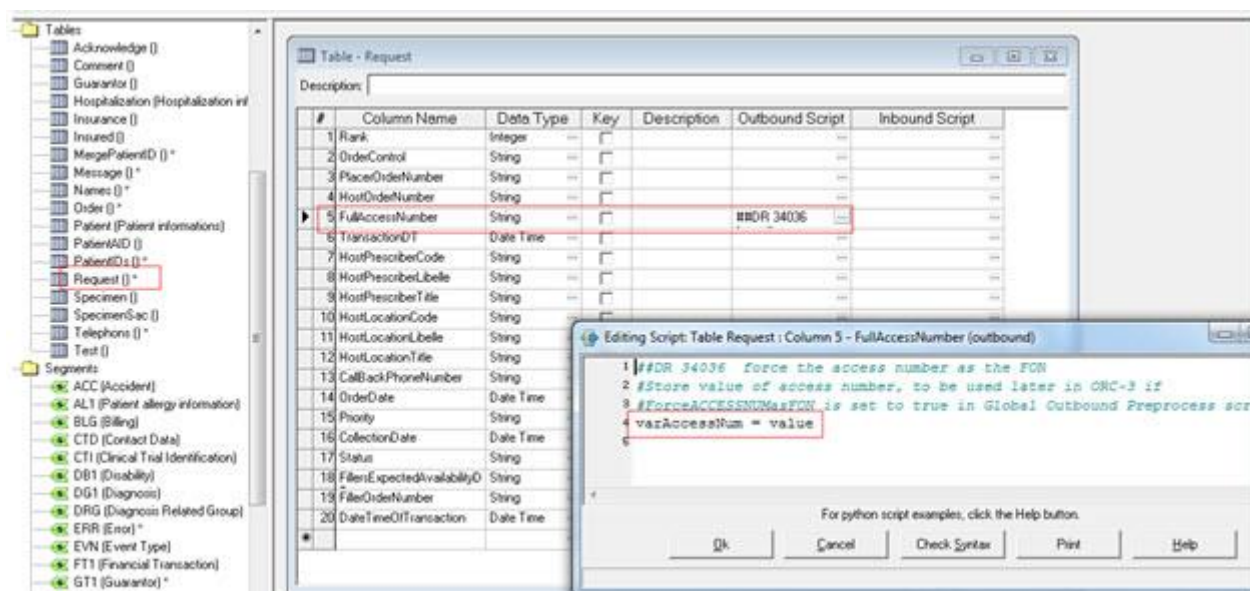 Tables
Acknowledge ()
Comment ()
Guarantor ()
Hospitalization (Hospitalization inf
Insurance ()
Insured ()
MergePatientID () *
Message () *
Names () *
Order () *
Patient (Patient informations)
PatientAID ()
PatientIDs () *
Request () *
Specimen ()
SpecimenSac ()
Telephons () *
Test ()
Segments
ACC (Accident)
AL1 (Patient allergy information)
BLG (Billing)
CTD (Contact Data)
CTI (Clinical Trial Identification)
DB1 (Disability)
DG1 (Diagnosis)
DRG (Diagnosis Related Group)
ERR (Error) *
EVN (Event Type)
FT1 (Financial Transaction)
GT1 (Guarantor) *
Table - Request
Description:
# Column Name Data Type Key Description Outbound Script Inbound Script
1 Rank Integer
2 OrderControl String
3 PlacerOrderNumber String
4 HostOrderNumber String
5 FullAccessNumber String ##DR 34036
6 TransactionDT Date Time
7 HostPrescriberCode String
8 HostPrescriberLibelle String
9 HostPrescriberTitle String
10 HostLocationCode String
11 HostLocationLibelle String
12 HostLocationTitle String
13 CallBackPhoneNumber String
14 OrderDate Date Time
15 Priority String
16 CollectionDate Date Time
17 Status String
18 FillersExpectedAvailabilityD String
19 FillerOrderNumber String
20 DateTimeOfTransaction Date Time
Editing Script: Table Request : Column 5 - FullAccessNumber (outbound)
1 ##DR 34036 force the access number as the FON
2 #Store value of access number, to be used later in ORC-3 if
3 #ForceACCESSNUMasFON is set to true in Global Outbound Preprocess scr
4 varAccessNum = value
5
For python script examples, click the Help button.
Ok Cancel Check Syntax Print Help